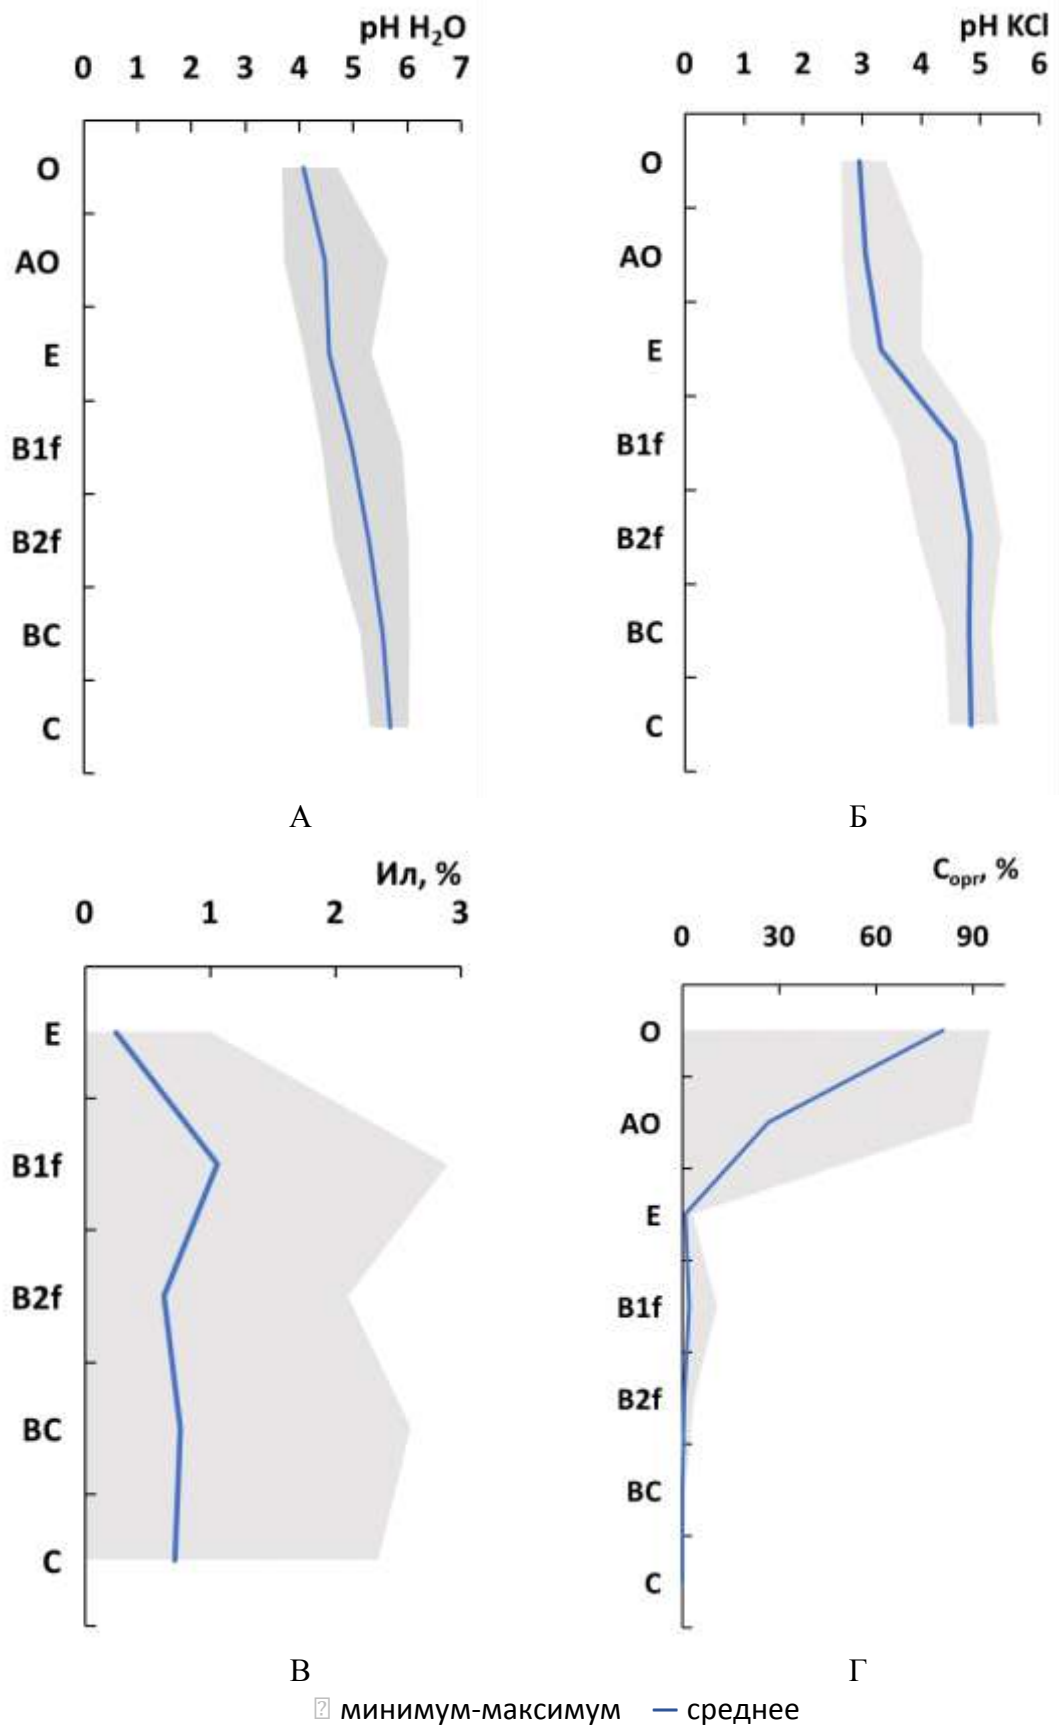 pH H₂O
0 1 2 3 4 5 6 7
O
AO
E
B1f
B2f
BC
C
А
pH KCl
0 1 2 3 4 5 6
O
AO
E
B1f
B2f
BC
C
Б
Ил, %
0 1 2 3
E
B1f
B2f
BC
C
В
Cорг, %
0 30 60 90
O
AO
E
B1f
B2f
BC
C
Г
минимум-максимум среднее